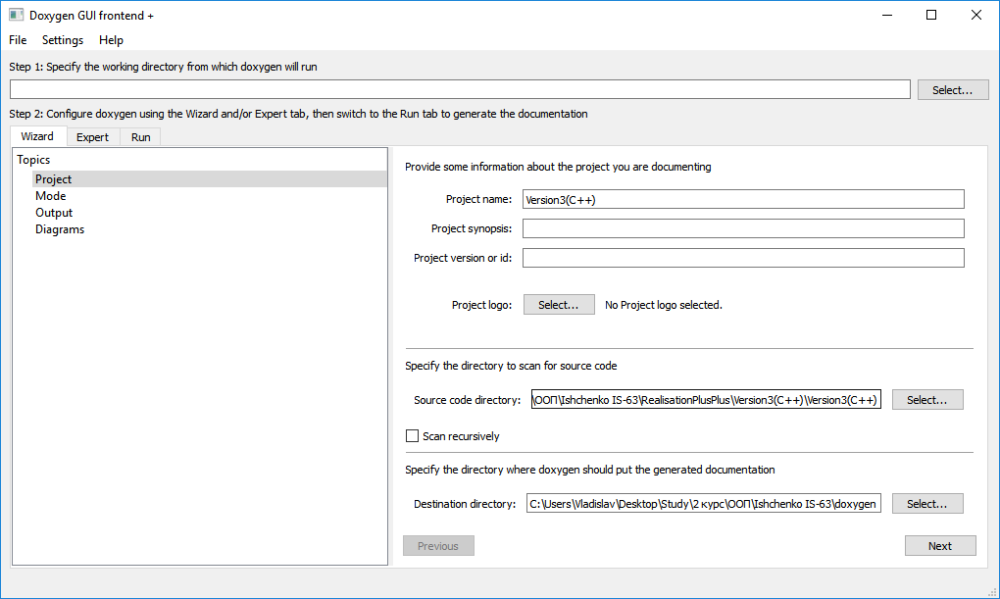 Doxygen GUI frontend +
File Settings Help
Step 1: Specify the working directory from which doxygen will run
Select...
Step 2: Configure doxygen using the Wizard and/or Expert tab, then switch to the Run tab to generate the documentation
Wizard Expert Run
Topics
Project
Mode
Output
Diagrams
Provide some information about the project you are documenting
Project name: Version3(C++)
Project synopsis:
Project version or id:
Project logo: Select... No Project logo selected.
Specify the directory to scan for source code
Source code directory: \ООП\Ishchenko IS-63\RealisationPlusPlus\Version3(C++)\Version3(C++) Select...
Scan recursively
Specify the directory where doxygen should put the generated documentation
Destination directory: C:\Users\Vladislav\Desktop\Study\2 курс\ООП\Ishchenko IS-63\doxygen Select...
Previous Next